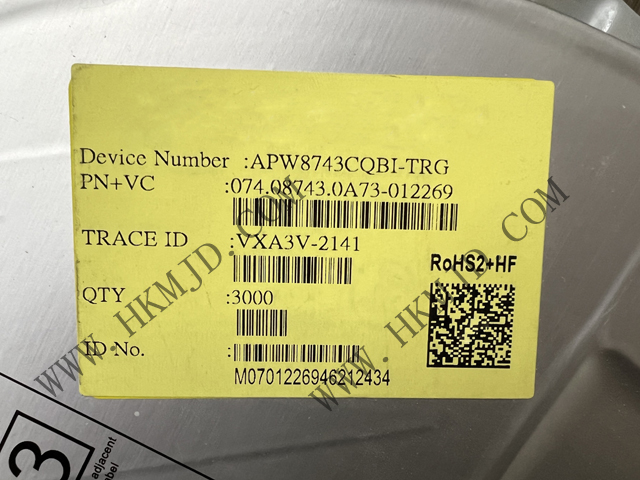 Device Number :APW8743CQBI-TRG
PN+VC :074.08743.0A73-012269
TRACE ID :VXA3V-2141
RoHS2+HF
QTY :3000
ID No. :
M0701226946212434
WWW.HKMJD.COM
WWW.HKMJD.COM
3
adjacent